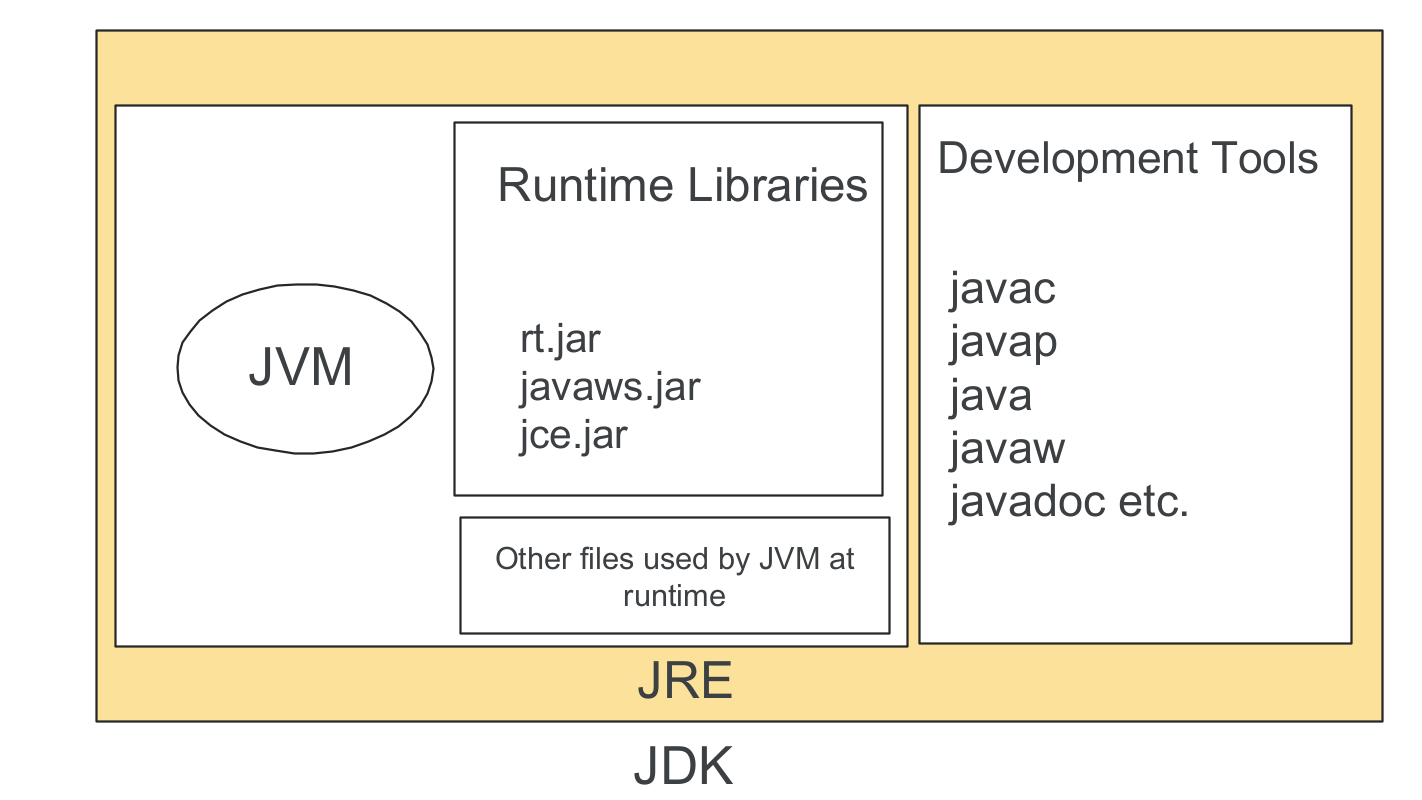 Runtime Libraries
rt.jar
javaws.jar
jce.jar
JVM
Other files used by JVM at
runtime
Development Tools
javac
javap
java
javaw
javadoc etc.
JRE
JDK